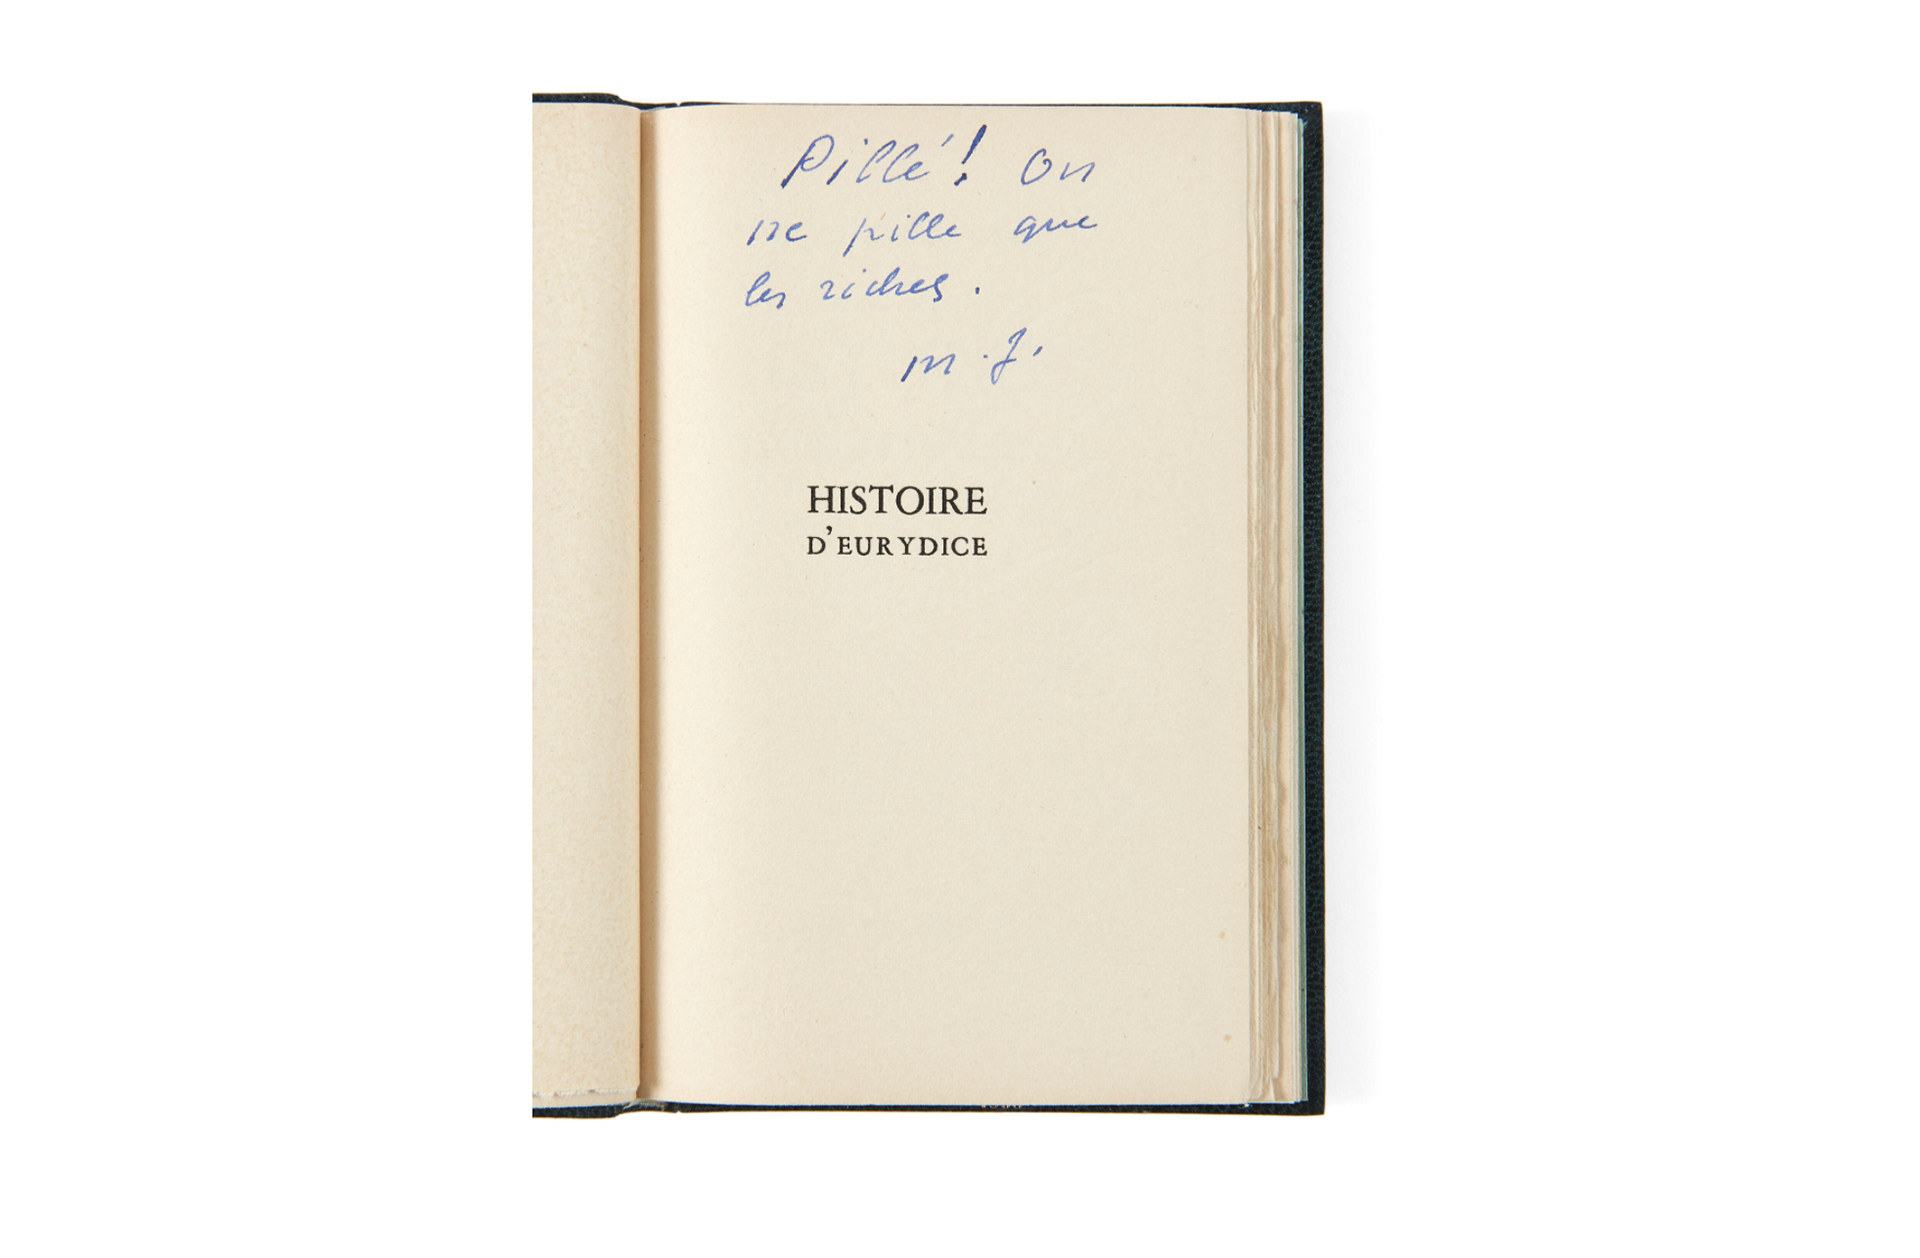 Pillé! On
ne pille que
les riches.
M.J.
HISTOIRE
D'EURYDICE